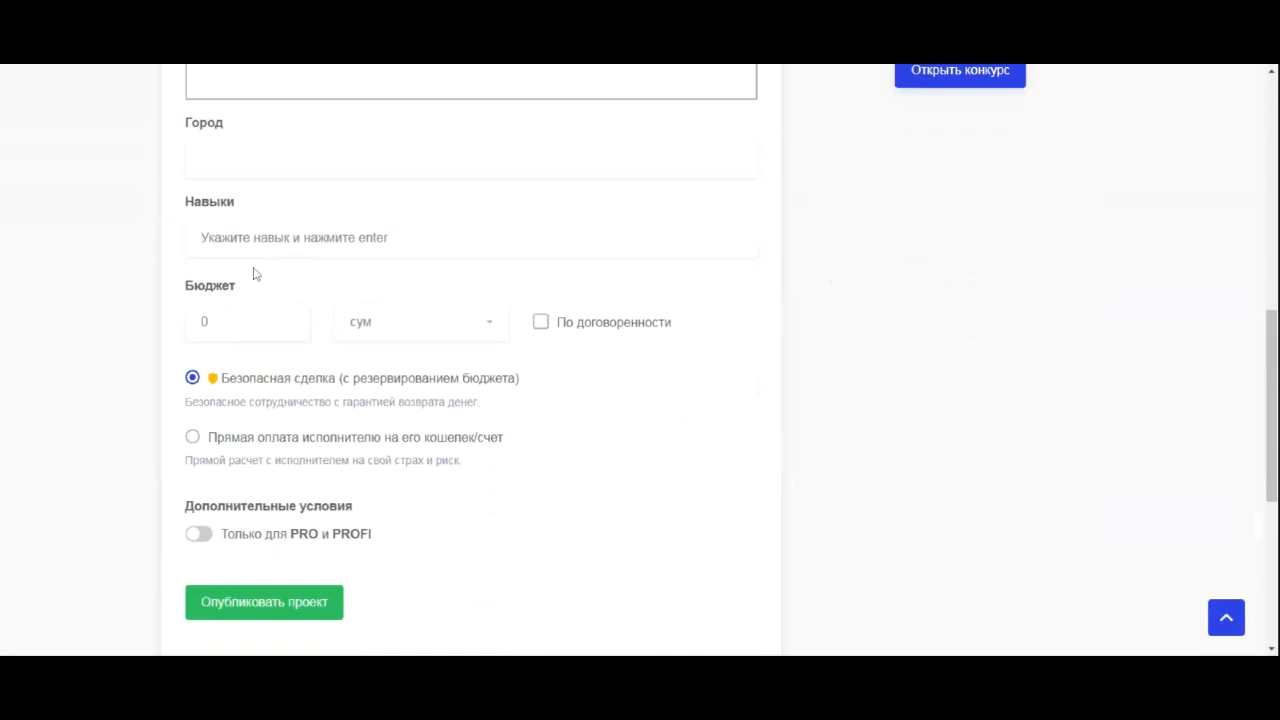 Открыть конкурс
Город
Навыки
Укажите навык и нажмите enter
Бюджет
0 сум По договоренности
Безопасная сделка (с резервированием бюджета)
Безопасное сотрудничество с гарантией возврата денег.
Прямая оплата исполнителю на его кошелек/счет
Прямой расчет с исполнителем на свой страх и риск.
Дополнительные условия
Только для PRO и PROFI
Опубликовать проект